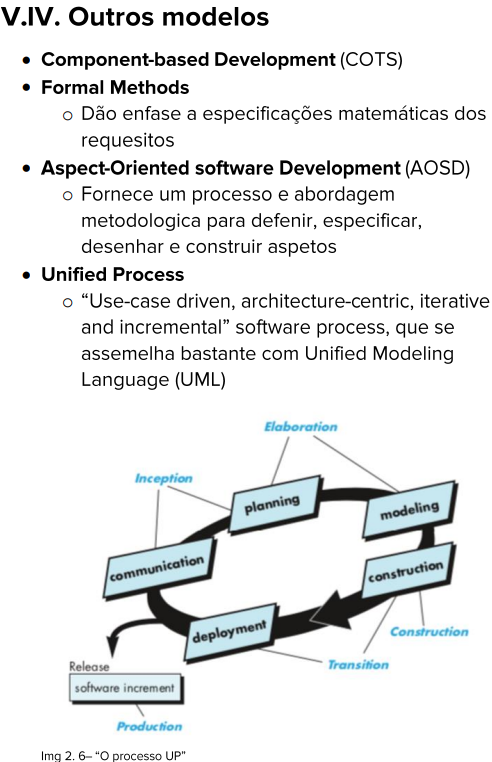 V.IV. Outros modelos
• Component-based Development (COTS)
• Formal Methods
o Dão enfase a especificações matemáticas dos
requesitos
• Aspect-Oriented software Development (AOSD)
o Fornece um processo e abordagem
metodologica para defenir, especificar,
desenhar e construir aspetos
• Unified Process
o “Use-case driven, architecture-centric, iterative
and incremental” software process, que se
assemelha bastante com Unified Modeling
Language (UML)
Elaboration
Inception
planning
modeling
communication
construction
deployment
Construction
Transition
Release
software increment
Production
Img 2. 6– “O processo UP”